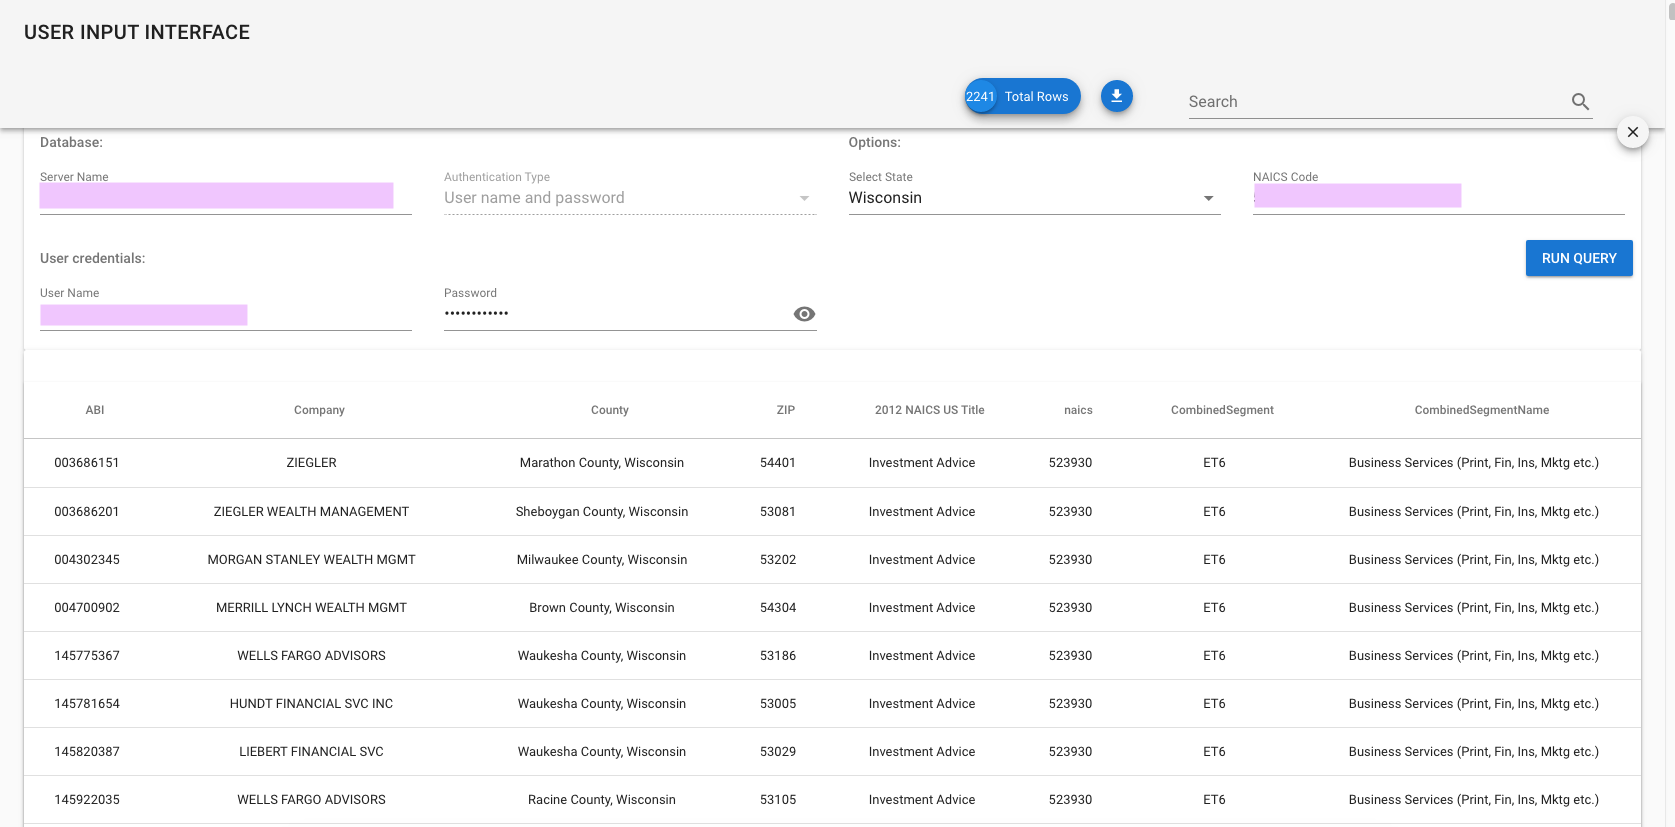 USER INPUT INTERFACE
2241 Total Rows Search
Database: Options:
Server Name Authentication Type Select State NAICS Code
User name and password Wisconsin
User credentials: RUN QUERY
User Name Password
••••••••••••
ABI Company County ZIP 2012 NAICS US Title naics CombinedSegment CombinedSegmentName
003686151 ZIEGLER Marathon County, Wisconsin 54401 Investment Advice 523930 ET6 Business Services (Print, Fin, Ins, Mktg etc.)
003686201 ZIEGLER WEALTH MANAGEMENT Sheboygan County, Wisconsin 53081 Investment Advice 523930 ET6 Business Services (Print, Fin, Ins, Mktg etc.)
004302345 MORGAN STANLEY WEALTH MGMT Milwaukee County, Wisconsin 53202 Investment Advice 523930 ET6 Business Services (Print, Fin, Ins, Mktg etc.)
004700902 MERRILL LYNCH WEALTH MGMT Brown County, Wisconsin 54304 Investment Advice 523930 ET6 Business Services (Print, Fin, Ins, Mktg etc.)
145775367 WELLS FARGO ADVISORS Waukesha County, Wisconsin 53186 Investment Advice 523930 ET6 Business Services (Print, Fin, Ins, Mktg etc.)
145781654 HUNDT FINANCIAL SVC INC Waukesha County, Wisconsin 53005 Investment Advice 523930 ET6 Business Services (Print, Fin, Ins, Mktg etc.)
145820387 LIEBERT FINANCIAL SVC Waukesha County, Wisconsin 53029 Investment Advice 523930 ET6 Business Services (Print, Fin, Ins, Mktg etc.)
145922035 WELLS FARGO ADVISORS Racine County, Wisconsin 53105 Investment Advice 523930 ET6 Business Services (Print, Fin, Ins, Mktg etc.)